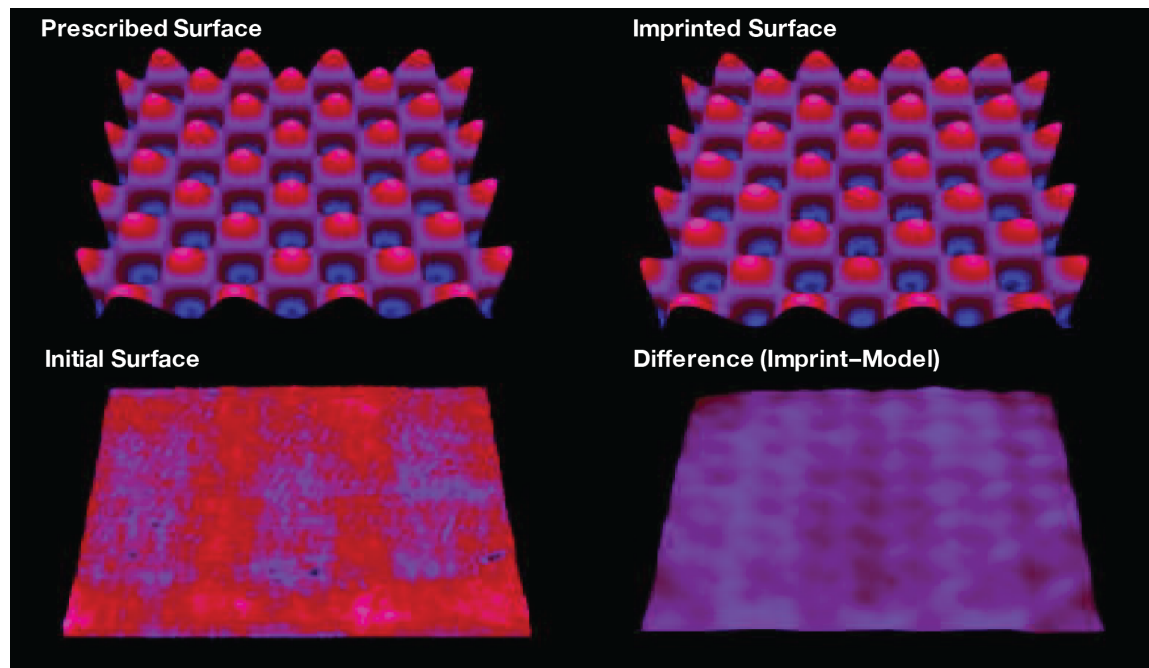 Prescribed Surface
Imprinted Surface
Initial Surface
Difference (Imprint–Model)